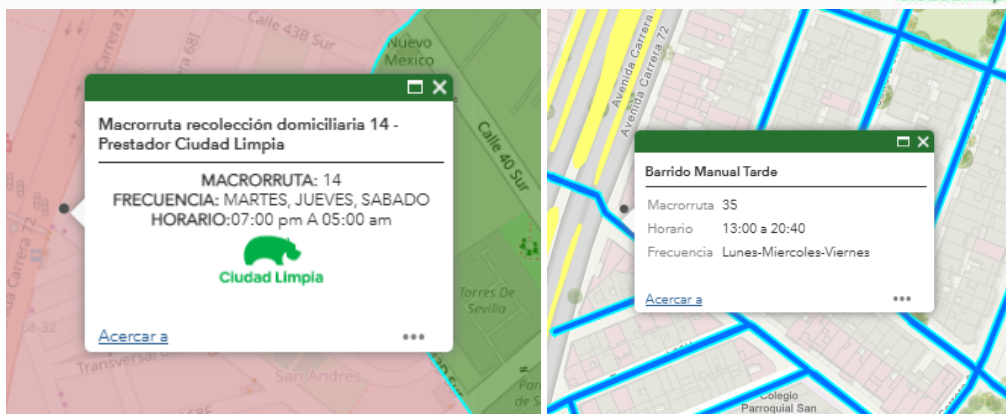 Calle 43B Sur
Nuevo
Mexico
Macrorruta recolección domiciliaria 14 -
Prestador Ciudad Limpia
MACRORRUTA: 14
FRECUENCIA: MARTES, JUEVES, SABADO
HORARIO:07:00 pm A 05:00 am
Ciudad Limpia
Acercar a
Calle 40 Sur
Torres De
Sevilla
San Andrés
Avenida Carrera 72
Avenida Carrera 72
Barrido Manual Tarde
Macrorruta 35
Horario 13:00 a 20:40
Frecuencia Lunes-Miercoles-Viernes
Acercar a
Colegio
Parroquial San